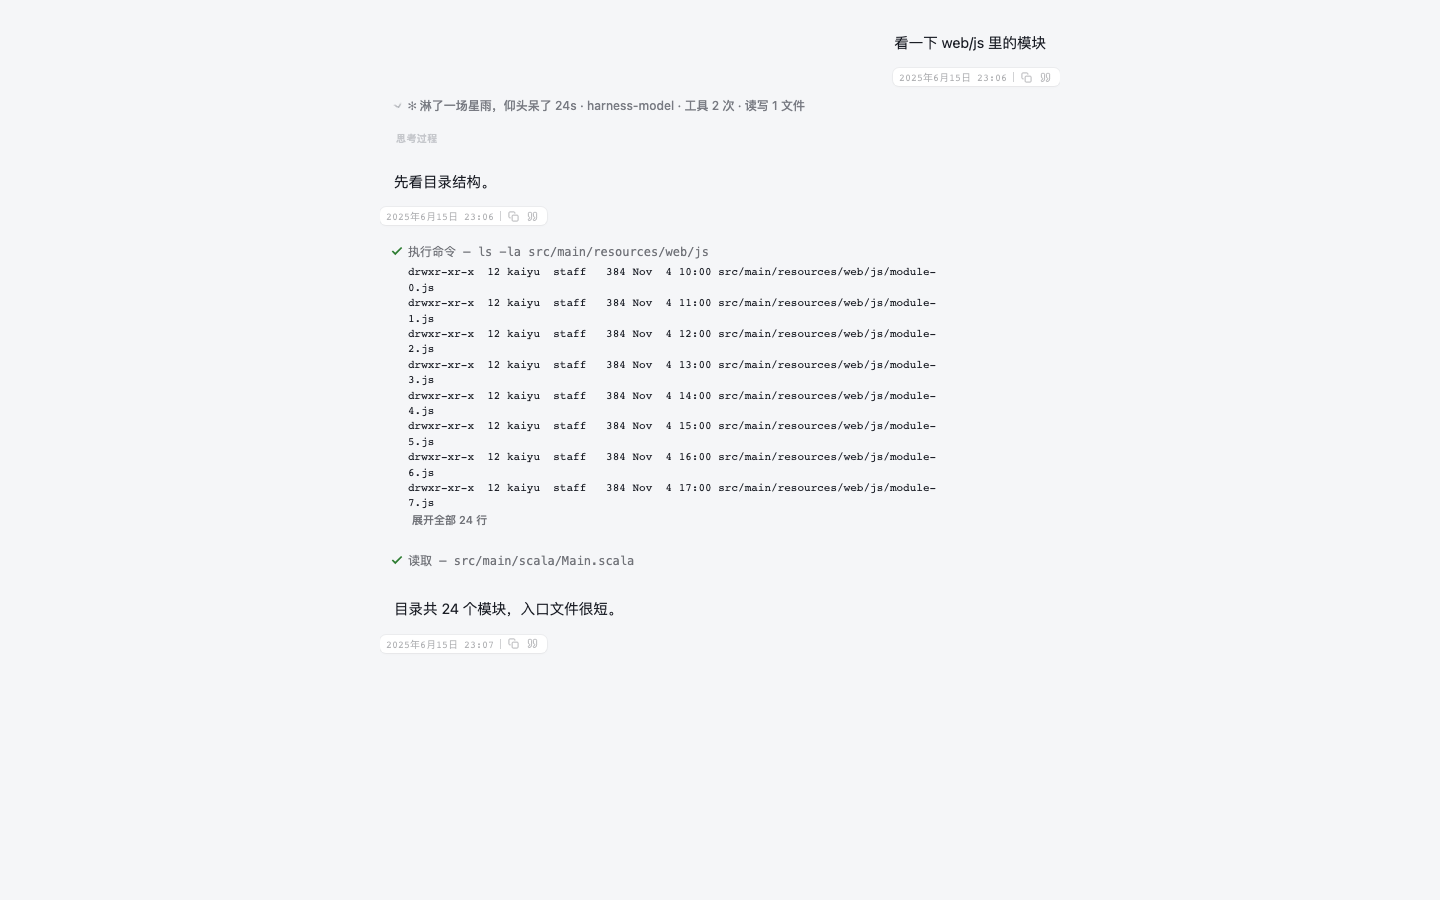 看一下 web/js 里的模块
2025年6月15日 23:06
✻ 淋了一场星雨，仰头呆了 24s · harness-model · 工具 2 次 · 读写 1 文件
思考过程
先看目录结构。
2025年6月15日 23:06
执行命令 — ls -la src/main/resources/web/js
drwxr-xr-x  12 kaiyu  staff   384 Nov  4 10:00 src/main/resources/web/js/module-
0.js
drwxr-xr-x  12 kaiyu  staff   384 Nov  4 11:00 src/main/resources/web/js/module-
1.js
drwxr-xr-x  12 kaiyu  staff   384 Nov  4 12:00 src/main/resources/web/js/module-
2.js
drwxr-xr-x  12 kaiyu  staff   384 Nov  4 13:00 src/main/resources/web/js/module-
3.js
drwxr-xr-x  12 kaiyu  staff   384 Nov  4 14:00 src/main/resources/web/js/module-
4.js
drwxr-xr-x  12 kaiyu  staff   384 Nov  4 15:00 src/main/resources/web/js/module-
5.js
drwxr-xr-x  12 kaiyu  staff   384 Nov  4 16:00 src/main/resources/web/js/module-
6.js
drwxr-xr-x  12 kaiyu  staff   384 Nov  4 17:00 src/main/resources/web/js/module-
7.js
展开全部 24 行
读取 — src/main/scala/Main.scala
目录共 24 个模块，入口文件很短。
2025年6月15日 23:07